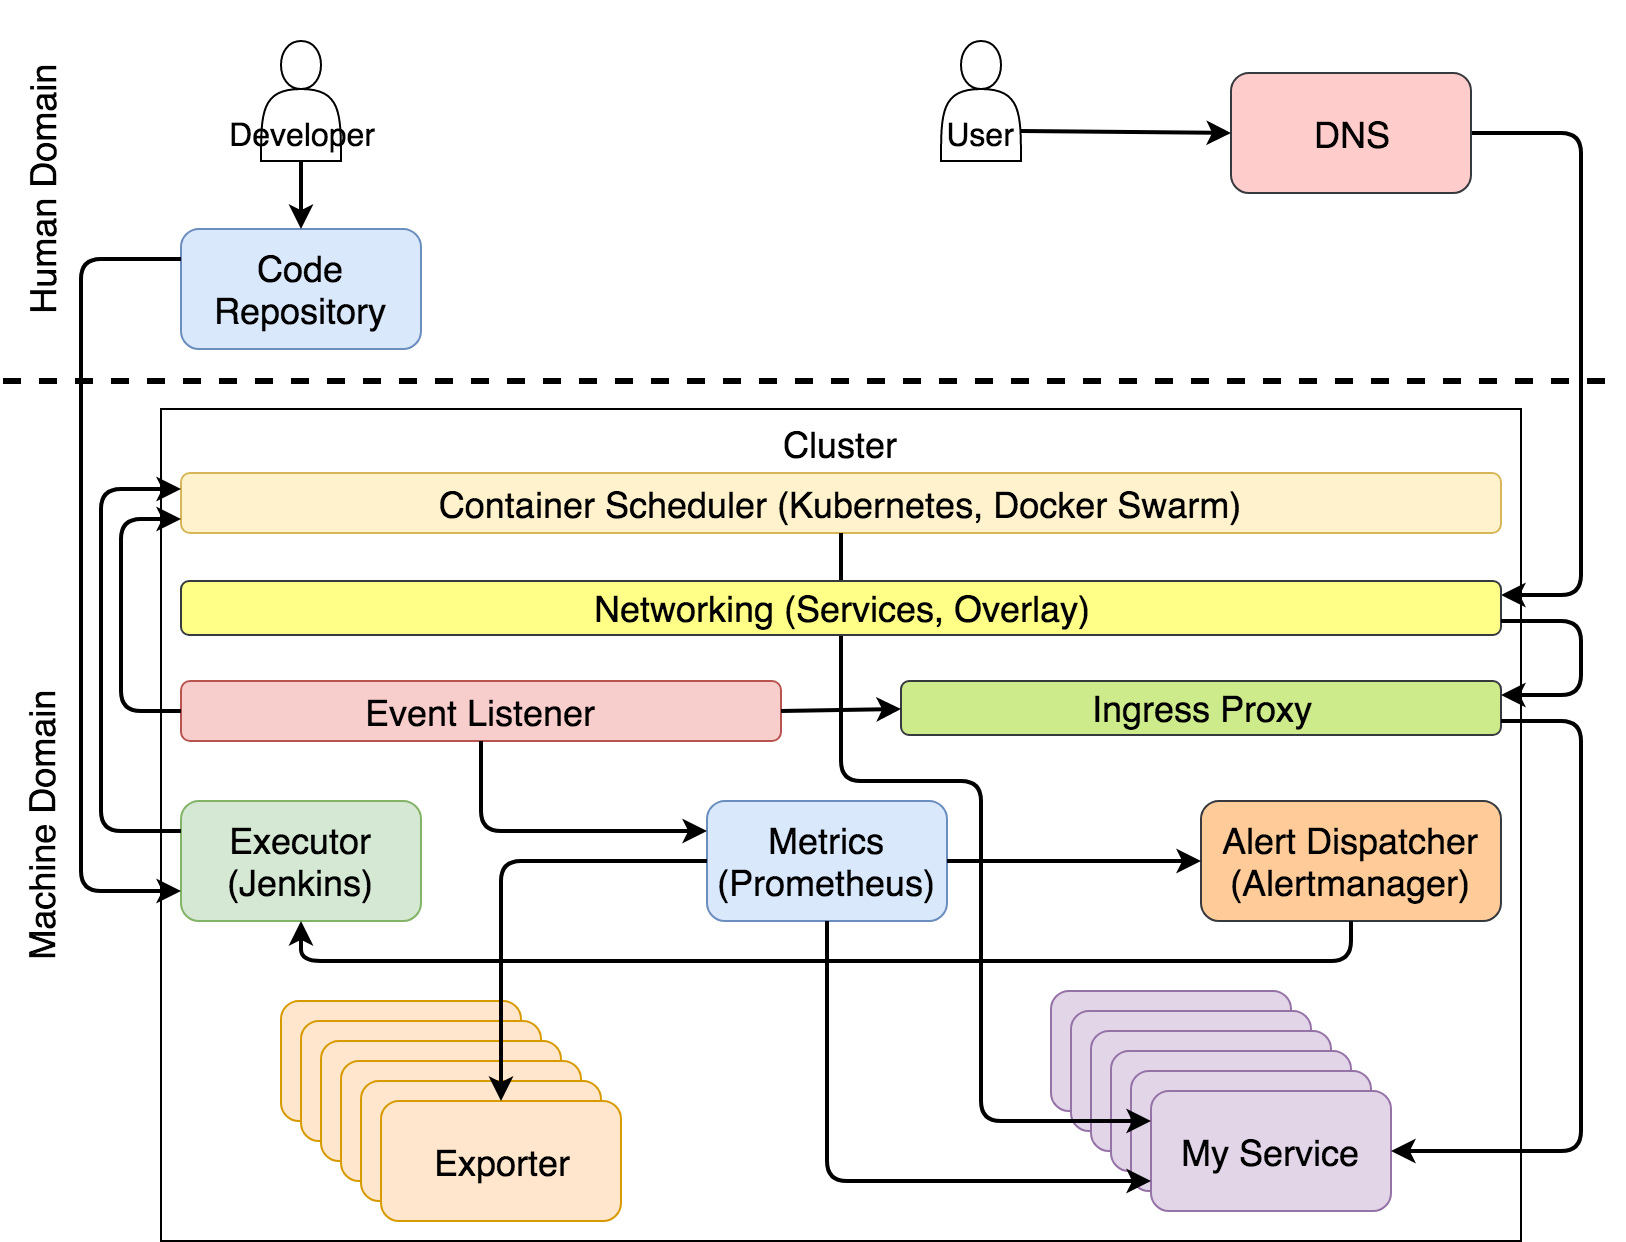 Human Domain
Developer
User
DNS
Code
Repository
Cluster
Container Scheduler (Kubernetes, Docker Swarm)
Networking (Services, Overlay)
Event Listener
Ingress Proxy
Machine Domain
Executor
(Jenkins)
Metrics
(Prometheus)
Alert Dispatcher
(Alertmanager)
Exporter
My Service